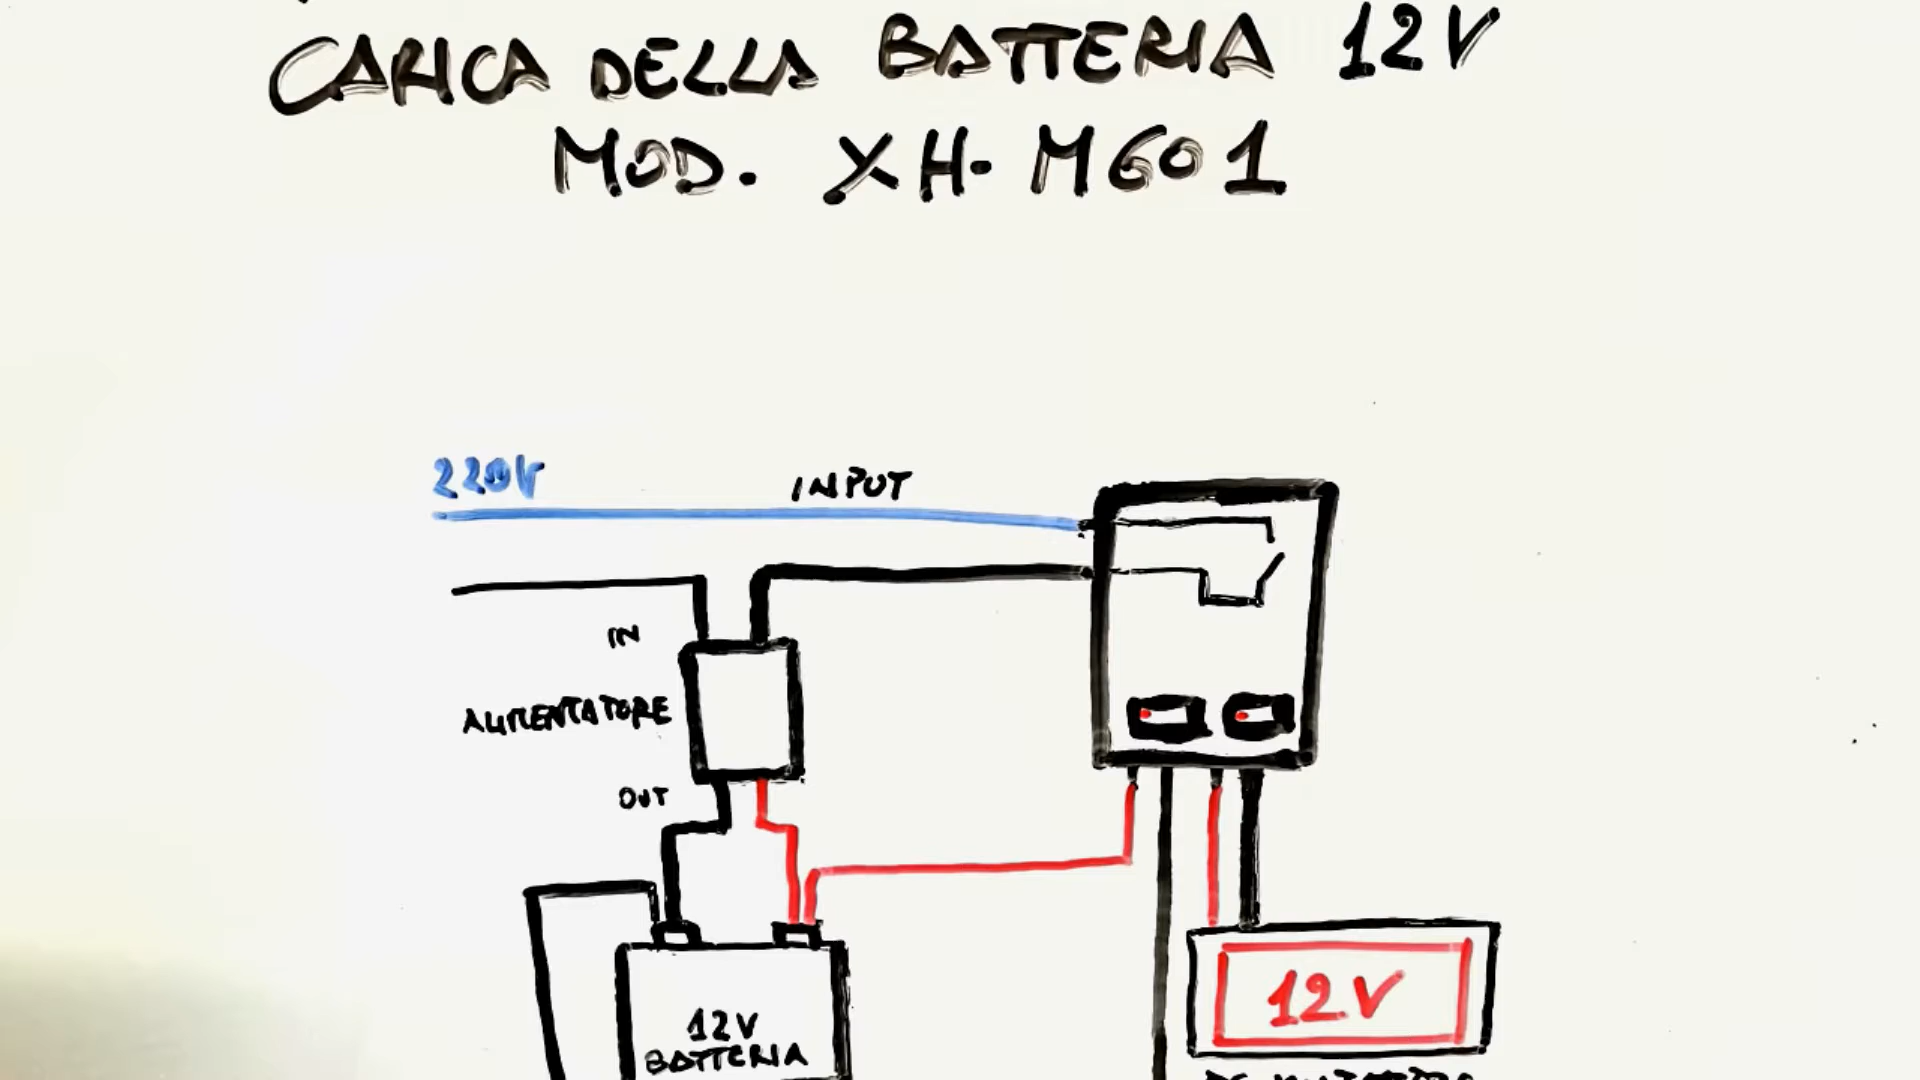 CARICA DELLA BATTERIA 12V
MOD. XH-M601
220V
INPUT
IN
ALIMENTATORE
OUT
12V
BATTERIA
12V